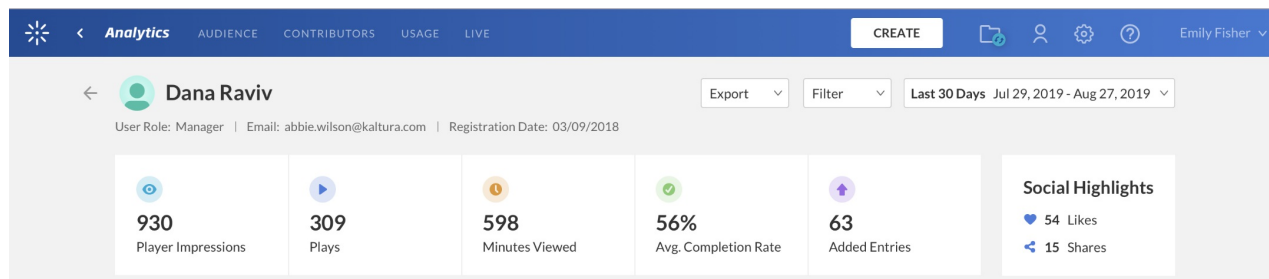 Analytics AUDIENCE CONTRIBUTORS USAGE LIVE CREATE Emily Fisher
Dana Raviv Export Filter Last 30 Days Jul 29, 2019 - Aug 27, 2019
User Role: Manager | Email: abbie.wilson@kaltura.com | Registration Date: 03/09/2018
930 309 598 56% 63
Player Impressions Plays Minutes Viewed Avg. Completion Rate Added Entries
Social Highlights
54 Likes
15 Shares